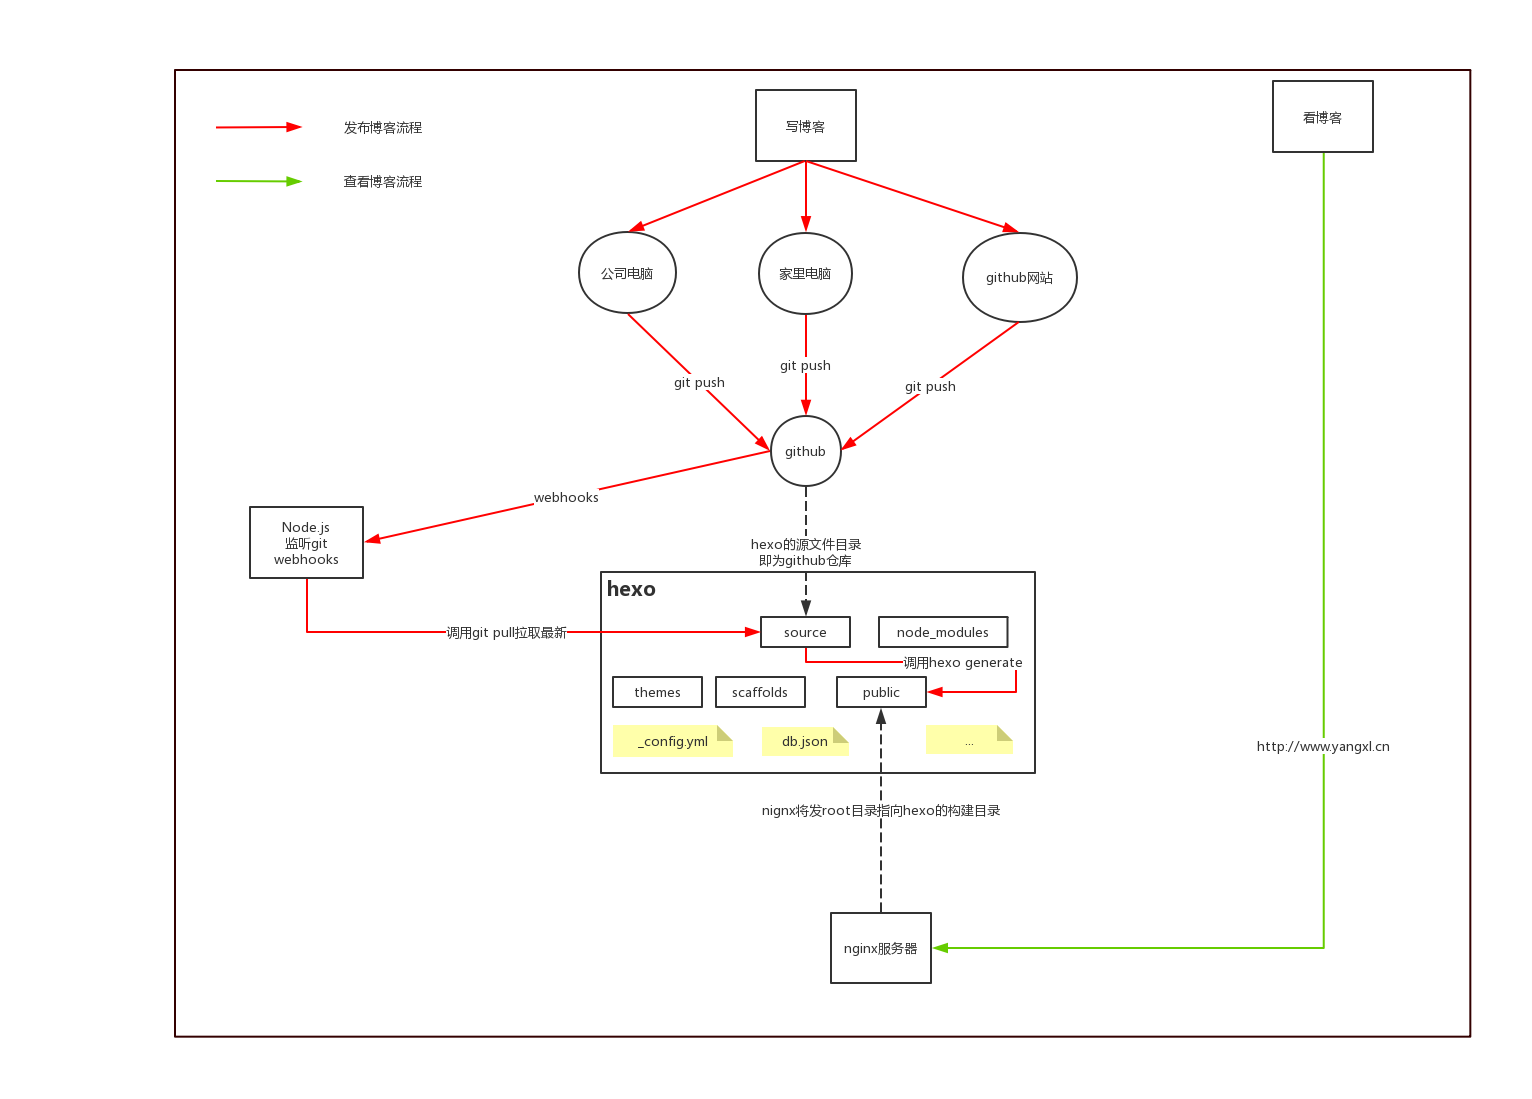 发布博客流程
查看博客流程
写博客
看博客
公司电脑
家里电脑
github网站
git push
git push
git push
github
webhooks
Node.js
监听git
webhooks
hexo的源文件目录
即为github仓库
hexo
调用git pull拉取最新
source
node_modules
调用hexo generate
themes
scaffolds
public
_config.yml
db.json
...
http://www.yangxl.cn
nignx将发root目录指向hexo的构建目录
nginx服务器